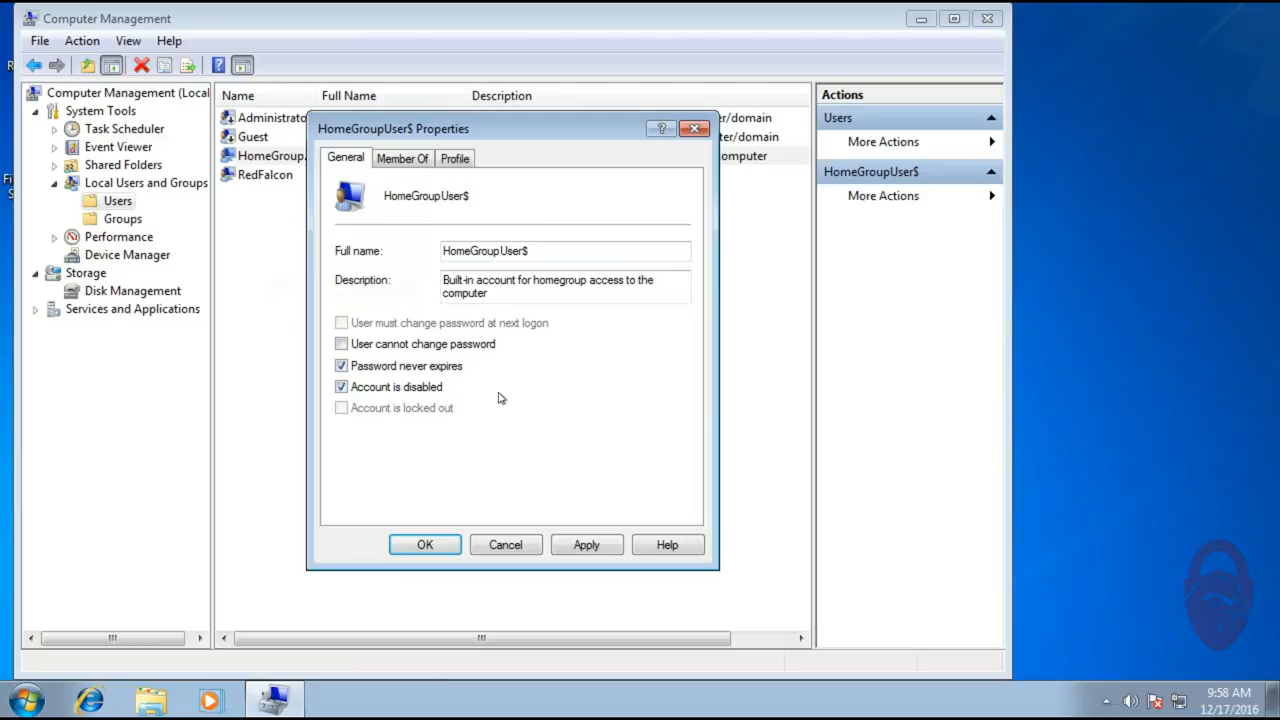 Computer Management
File Action View Help
Computer Management (Local
System Tools
Task Scheduler
Event Viewer
Shared Folders
Local Users and Groups
Users
Groups
Performance
Device Manager
Storage
Disk Management
Services and Applications
Name Full Name Description
Administrato er/domain
Guest ter/domain
HomeGroup. computer
RedFalcon
HomeGroupUser$ Properties
General Member Of Profile
HomeGroupUser$
Full name: HomeGroupUser$
Description: Built-in account for homegroup access to the
computer
User must change password at next logon
User cannot change password
Password never expires
Account is disabled
Account is locked out
OK Cancel Apply Help
Actions
Users
More Actions
HomeGroupUser$
More Actions
R
Fi
S
9:58 AM
12/17/2016